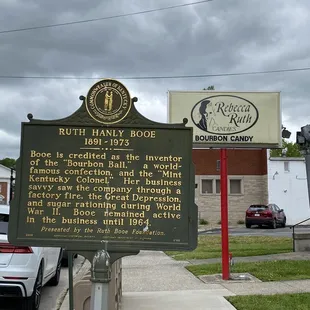 COMMONWEALTH OF KENTUCKY
RUTH HANLY BOOE
1891-1973
Booe is credited as the inventor
of the "Bourbon Ball," a world-
famous confection, and the "Mint
Kentucky Colonel." Her business
savvy saw the company through a
factory fire, the Great Depression,
and sugar rationing during World
War II. Booe remained active
in the business until 1964.
Presented by the Ruth Booe Foundation
Rebecca
Ruth
CANDIES
BOURBON CANDY